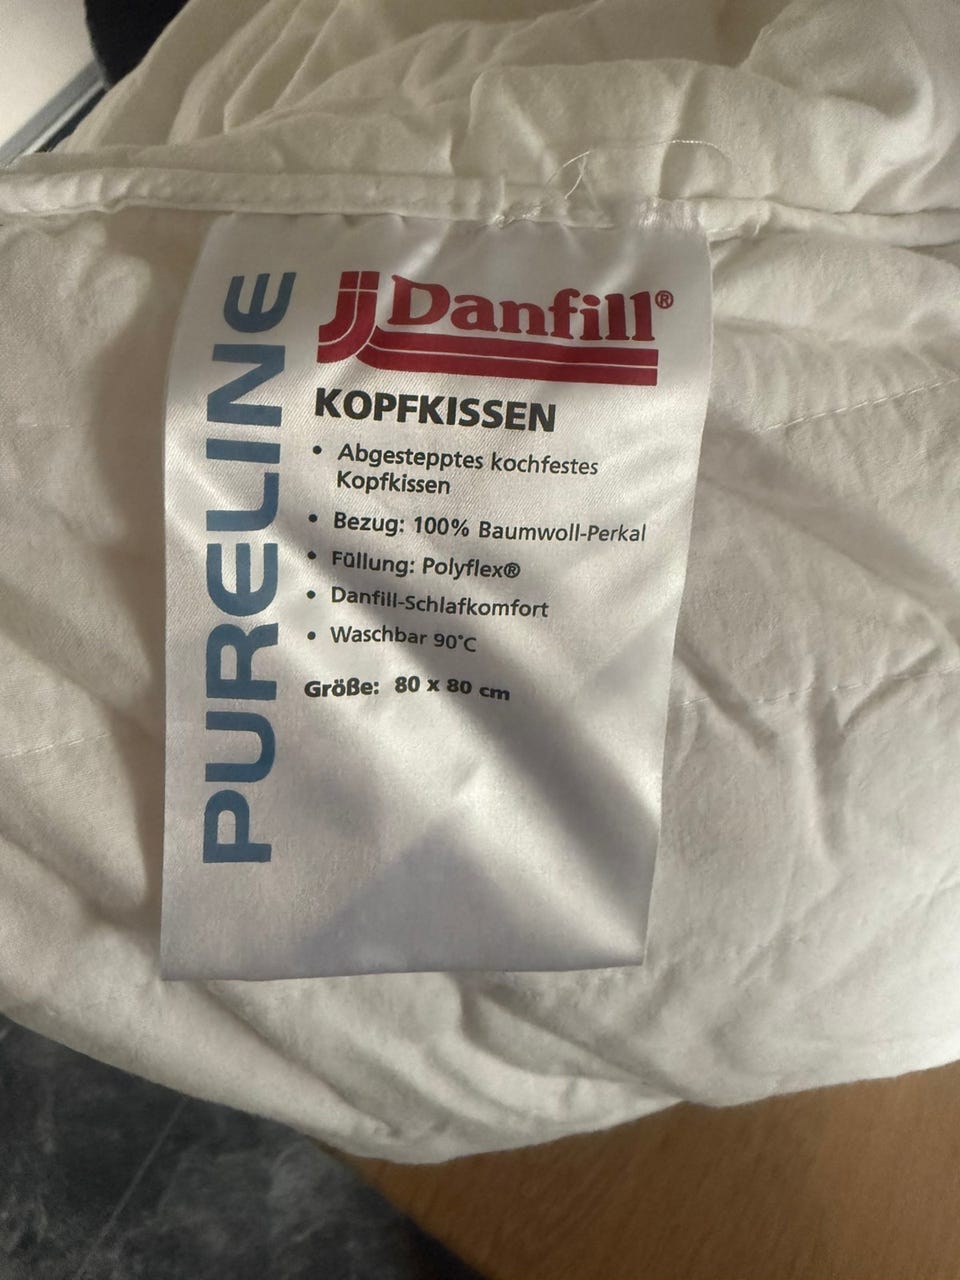 PURELINE
Danfill®
KOPFKISSEN
• Abgestepptes kochfestes
Kopfkissen
• Bezug: 100% Baumwoll-Perkal
• Füllung: Polyflex®
• Danfill-Schlafkomfort
• Waschbar 90°C
Größe: 80 x 80 cm